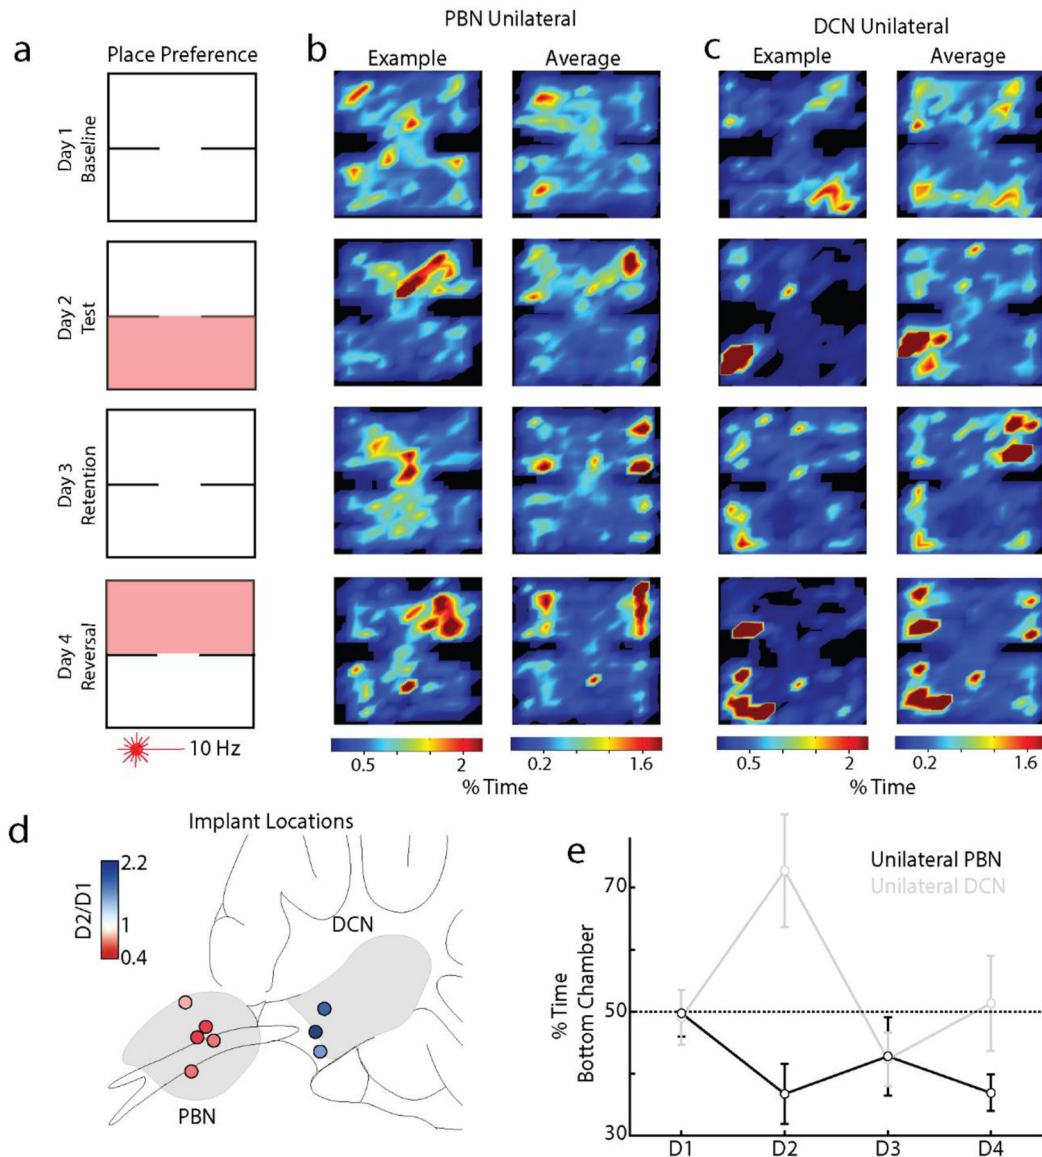 PBN Unilateral
DCN Unilateral
a
b
c
Place Preference
Example
Average
Example
Average
Day 1
Baseline
Day 2
Test
Day 3
Retention
Day 4
Reversal
10 Hz
0.5
2
0.2
1.6
0.5
2
0.2
1.6
% Time
% Time
d
Implant Locations
D2/D1
2.2
1
0.4
DCN
PBN
e
Unilateral PBN
Unilateral DCN
% Time
Bottom Chamber
70
50
30
D1
D2
D3
D4